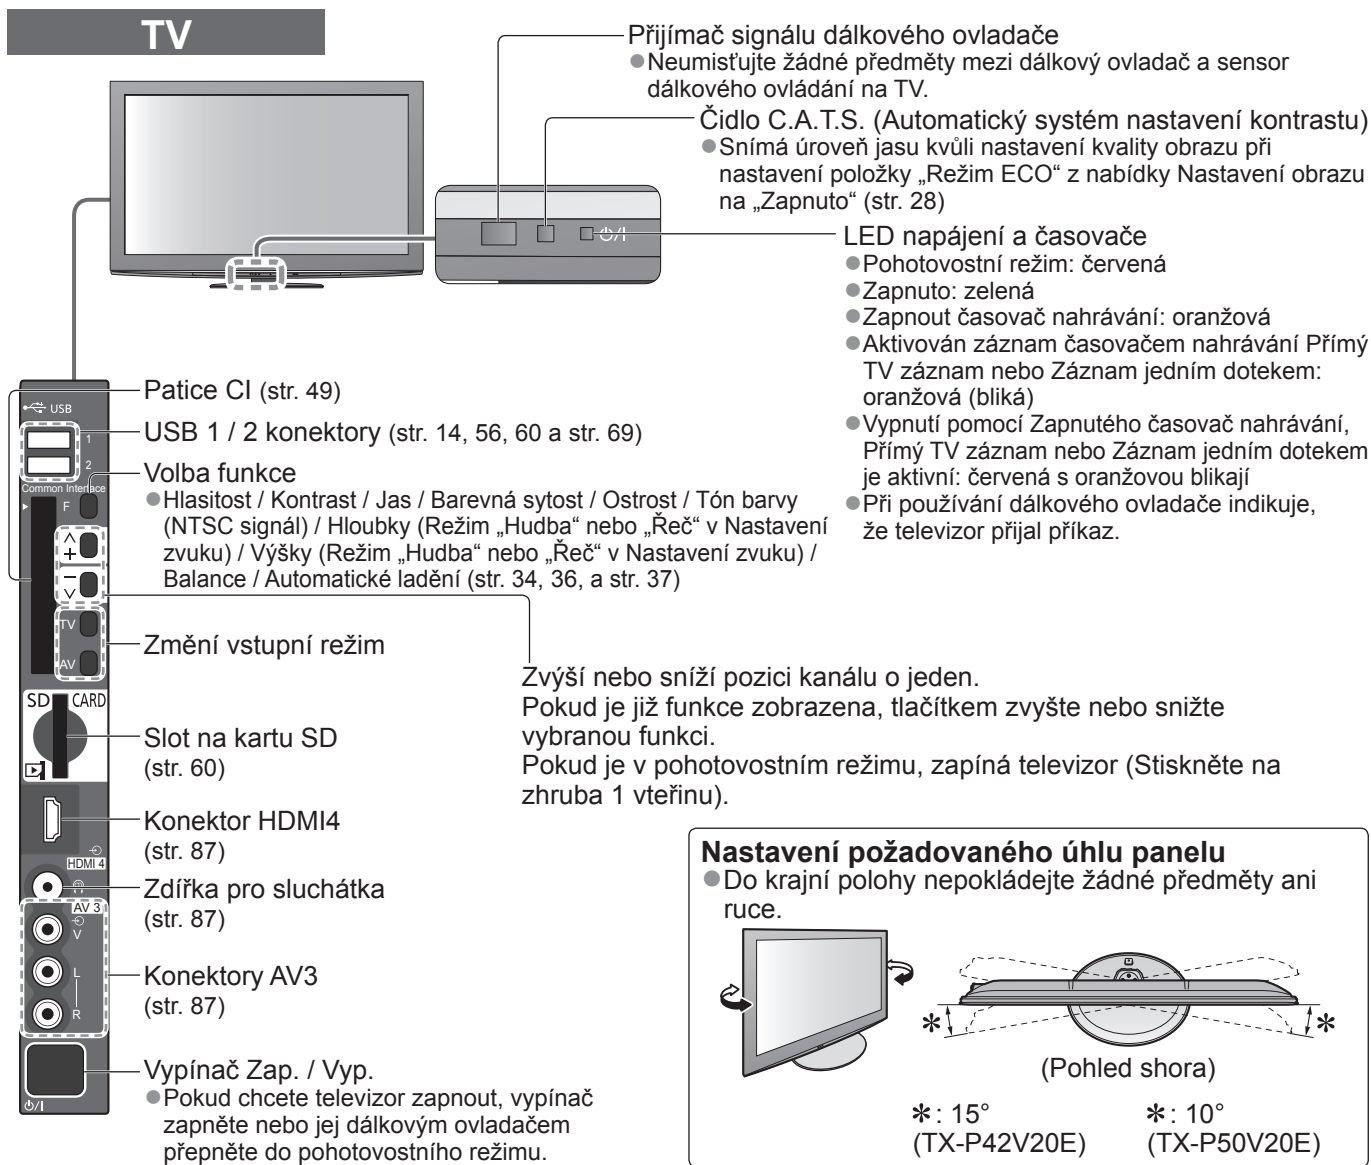 TV
Přijímač signálu dálkového ovladače
●Neumisťujte žádné předměty mezi dálkový ovladač a sensor
dálkového ovládání na TV.
Čidlo C.A.T.S. (Automatický systém nastavení kontrastu)
●Snímá úroveň jasu kvůli nastavení kvality obrazu při
nastavení položky „Režim ECO“ z nabídky Nastavení obrazu
na „Zapnuto“ (str. 28)
LED napájení a časovače
●Pohotovostní režim: červená
●Zapnuto: zelená
●Zapnout časovač nahrávání: oranžová
●Aktivován záznam časovačem nahrávání Přímý
TV záznam nebo Záznam jedním dotekem:
oranžová (bliká)
●Vypnutí pomocí Zapnutého časovač nahrávání,
Přímý TV záznam nebo Záznam jedním dotekem
je aktivní: červená s oranžovou blikají
●Při používání dálkového ovladače indikuje,
že televizor přijal příkaz.
USB
1
2
Common Interface
F
+
−
TV
AV
SD CARD
HDMI 4
AV 3
V
L
R
Patice CI (str. 49)
USB 1 / 2 konektory (str. 14, 56, 60 a str. 69)
Volba funkce
●Hlasitost / Kontrast / Jas / Barevná sytost / Ostrost / Tón barvy
(NTSC signál) / Hloubky (Režim „Hudba“ nebo „Řeč“ v Nastavení
zvuku) / Výšky (Režim „Hudba“ nebo „Řeč“ v Nastavení zvuku) /
Balance / Automatické ladění (str. 34, 36, a str. 37)
Změní vstupní režim
Zvýší nebo sníží pozici kanálu o jeden.
Pokud je již funkce zobrazena, tlačítkem zvyšte nebo snižte
vybranou funkci.
Pokud je v pohotovostním režimu, zapíná televizor (Stiskněte na
zhruba 1 vteřinu).
Slot na kartu SD
(str. 60)
Konektor HDMI4
(str. 87)
Zdířka pro sluchátka
(str. 87)
Konektory AV3
(str. 87)
Vypínač Zap. / Vyp.
●Pokud chcete televizor zapnout, vypínač
zapněte nebo jej dálkovým ovladačem
přepněte do pohotovostního režimu.
Nastavení požadovaného úhlu panelu
●Do krajní polohy nepokládejte žádné předměty ani
ruce.
＊ ＊
(Pohled shora)
＊: 15° ＊: 10°
(TX-P42V20E) (TX-P50V20E)